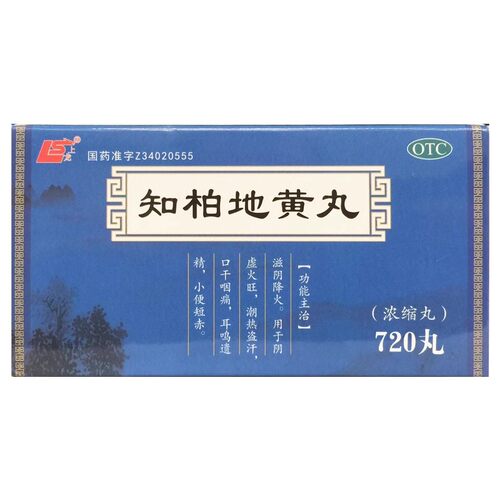 上龙
国药准字Z34020555
OTC
知柏地黄丸
【功能主治】
滋阴降火。用于阴
虚火旺，潮热盗汗，
口干咽痛，耳鸣遗
精，小便短赤。
（浓缩丸）
720丸